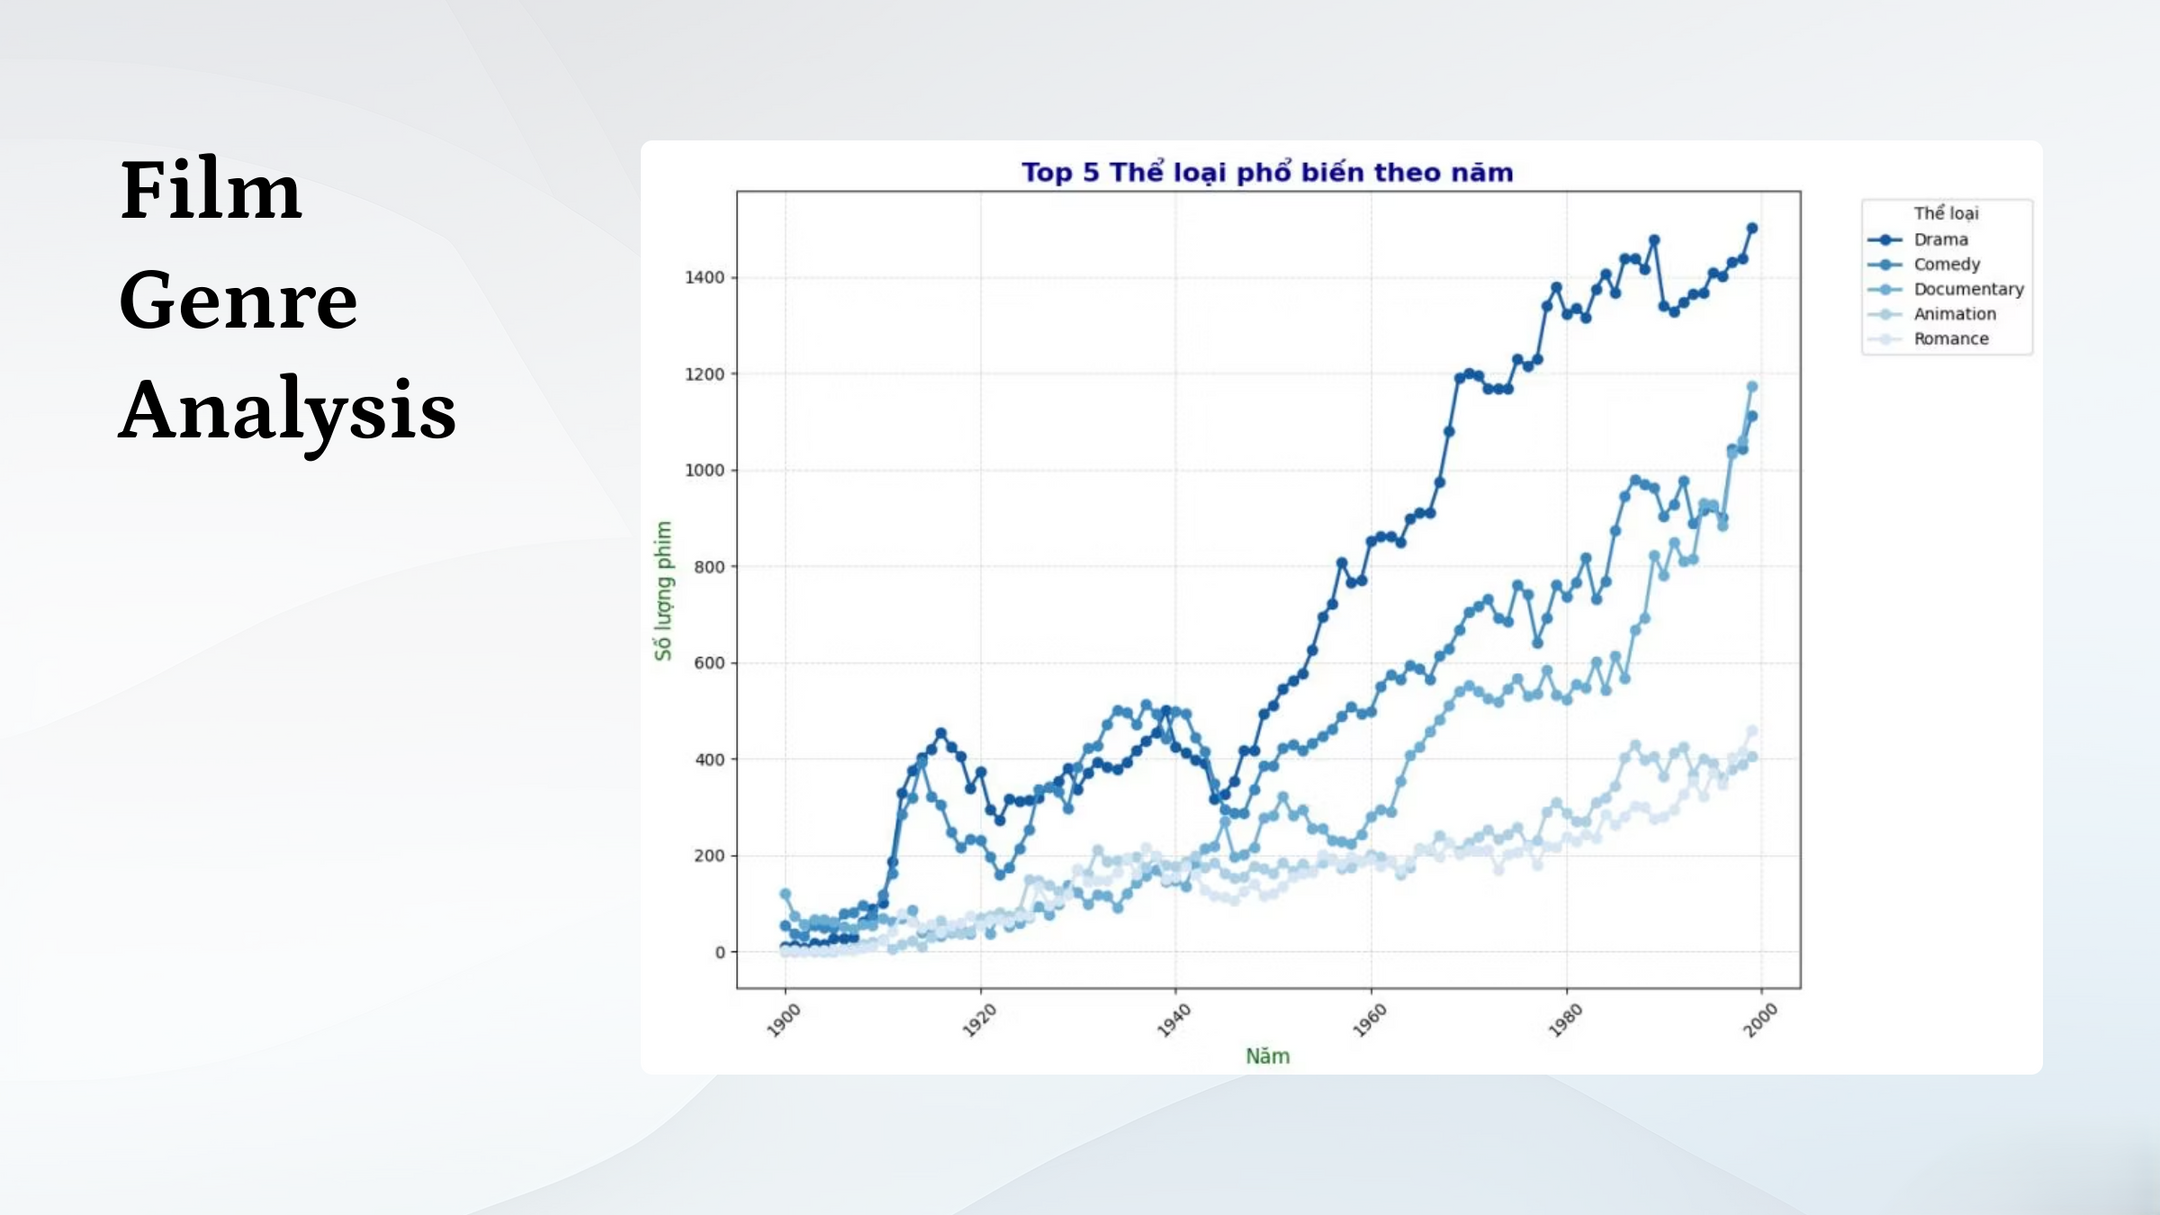 Film
Genre
Analysis
Top 5 Thể loại phổ biến theo năm
Thể loại
Drama
Comedy
Documentary
Animation
Romance
Số lượng phim
1400
1200
1000
800
600
400
200
0
1900
1920
1940
1960
1980
2000
Năm